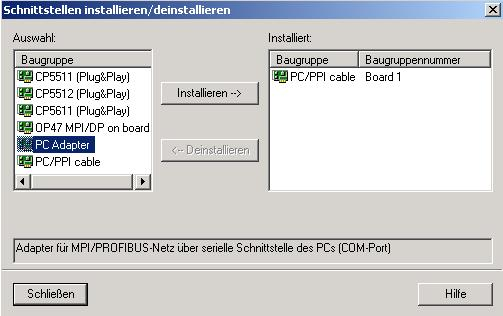 Schnittstellen installieren/deinstallieren
Auswahl:
Installiert:
Baugruppe
CP5511 (Plug&Play)
CP5512 (Plug&Play)
CP5611 (Plug&Play)
OP47 MPI/DP on board
PC Adapter
PC/PPI cable
Installieren -->
<-- Deinstallieren
Baugruppe Baugruppennummer
PC/PPI cable Board 1
Adapter für MPI/PROFIBUS-Netz über serielle Schnittstelle des PCs (COM-Port)
Schließen
Hilfe